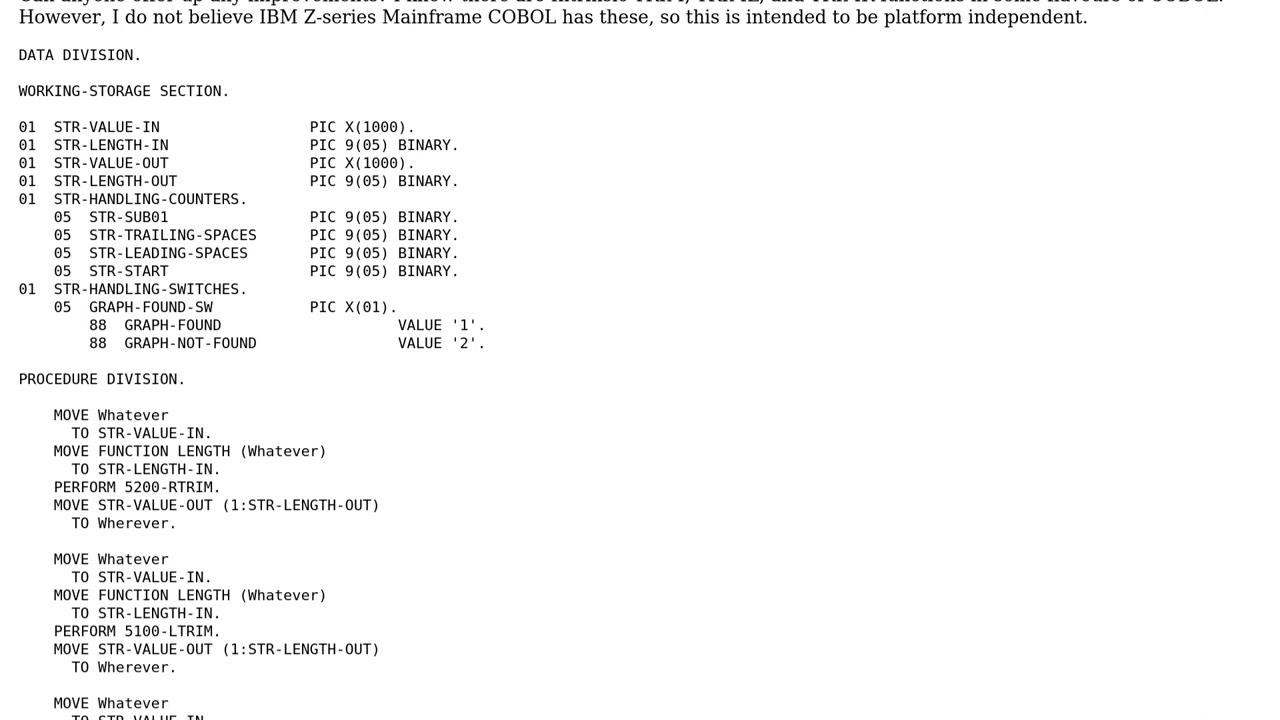 However, I do not believe IBM Z-series Mainframe COBOL has these, so this is intended to be platform independent.
DATA DIVISION.
WORKING-STORAGE SECTION.
01  STR-VALUE-IN                 PIC X(1000).
01  STR-LENGTH-IN                PIC 9(05) BINARY.
01  STR-VALUE-OUT                PIC X(1000).
01  STR-LENGTH-OUT               PIC 9(05) BINARY.
01  STR-HANDLING-COUNTERS.
    05  STR-SUB01                PIC 9(05) BINARY.
    05  STR-TRAILING-SPACES      PIC 9(05) BINARY.
    05  STR-LEADING-SPACES       PIC 9(05) BINARY.
    05  STR-START                PIC 9(05) BINARY.
01  STR-HANDLING-SWITCHES.
    05  GRAPH-FOUND-SW           PIC X(01).
        88  GRAPH-FOUND                    VALUE '1'.
        88  GRAPH-NOT-FOUND                VALUE '2'.
PROCEDURE DIVISION.
    MOVE Whatever
      TO STR-VALUE-IN.
    MOVE FUNCTION LENGTH (Whatever)
      TO STR-LENGTH-IN.
    PERFORM 5200-RTRIM.
    MOVE STR-VALUE-OUT (1:STR-LENGTH-OUT)
      TO Wherever.
    MOVE Whatever
      TO STR-VALUE-IN.
    MOVE FUNCTION LENGTH (Whatever)
      TO STR-LENGTH-IN.
    PERFORM 5100-LTRIM.
    MOVE STR-VALUE-OUT (1:STR-LENGTH-OUT)
      TO Wherever.
    MOVE Whatever
      TO STR-VALUE-IN